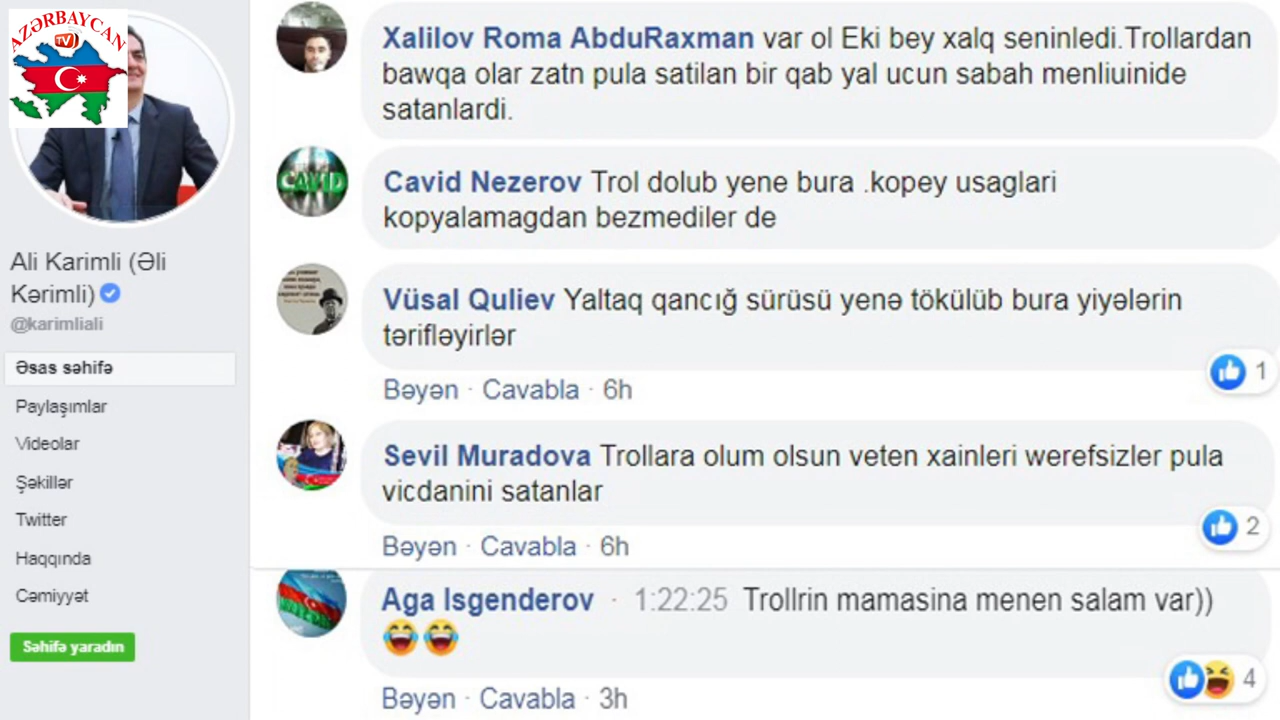 AZƏRBAYCAN
TV
Ali Karimli (Əli
Kərimli)
@karimliali
Əsas səhifə
Paylaşımlar
Videolar
Şəkillər
Twitter
Haqqında
Cəmiyyət
Səhifə yaradın
Xalilov Roma AbduRaxman var ol Eki bey xalq seninledi.Trollardan
bawqa olar zatn pula satilan bir qab yal ucun sabah menliuinide
satanlardi.
CAVID
Cavid Nezerov Trol dolub yene bura .kopey usaglari
kopyalamagdan bezmediler de
Vüsal Quliev Yaltaq qancığ sürüsü yenə tökülüb bura yiyələrin
tərifləyirlər
1
Bəyən · Cavabla · 6h
Sevil Muradova Trollara olum olsun veten xainleri werefsizler pula
vicdanini satanlar
2
Bəyən · Cavabla · 6h
Aga Isgenderov · 1:22:25 Trollrin mamasina menen salam var))
😂😂
4
Bəyən · Cavabla · 3h